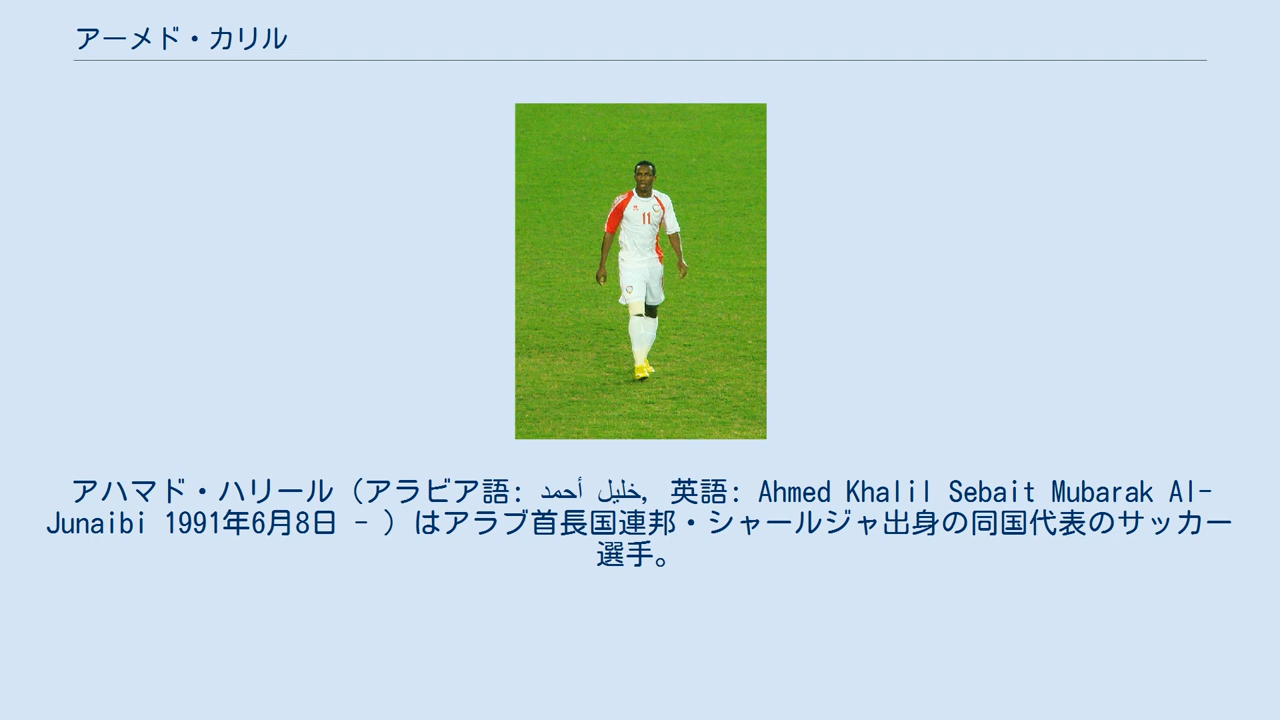 アーメド・カリル
11
アハマド・ハリール（アラビア語: خليل أحمد, 英語: Ahmed Khalil Sebait Mubarak Al-
Junaibi 1991年6月8日 - ）はアラブ首長国連邦・シャールジャ出身の同国代表のサッカー
選手。